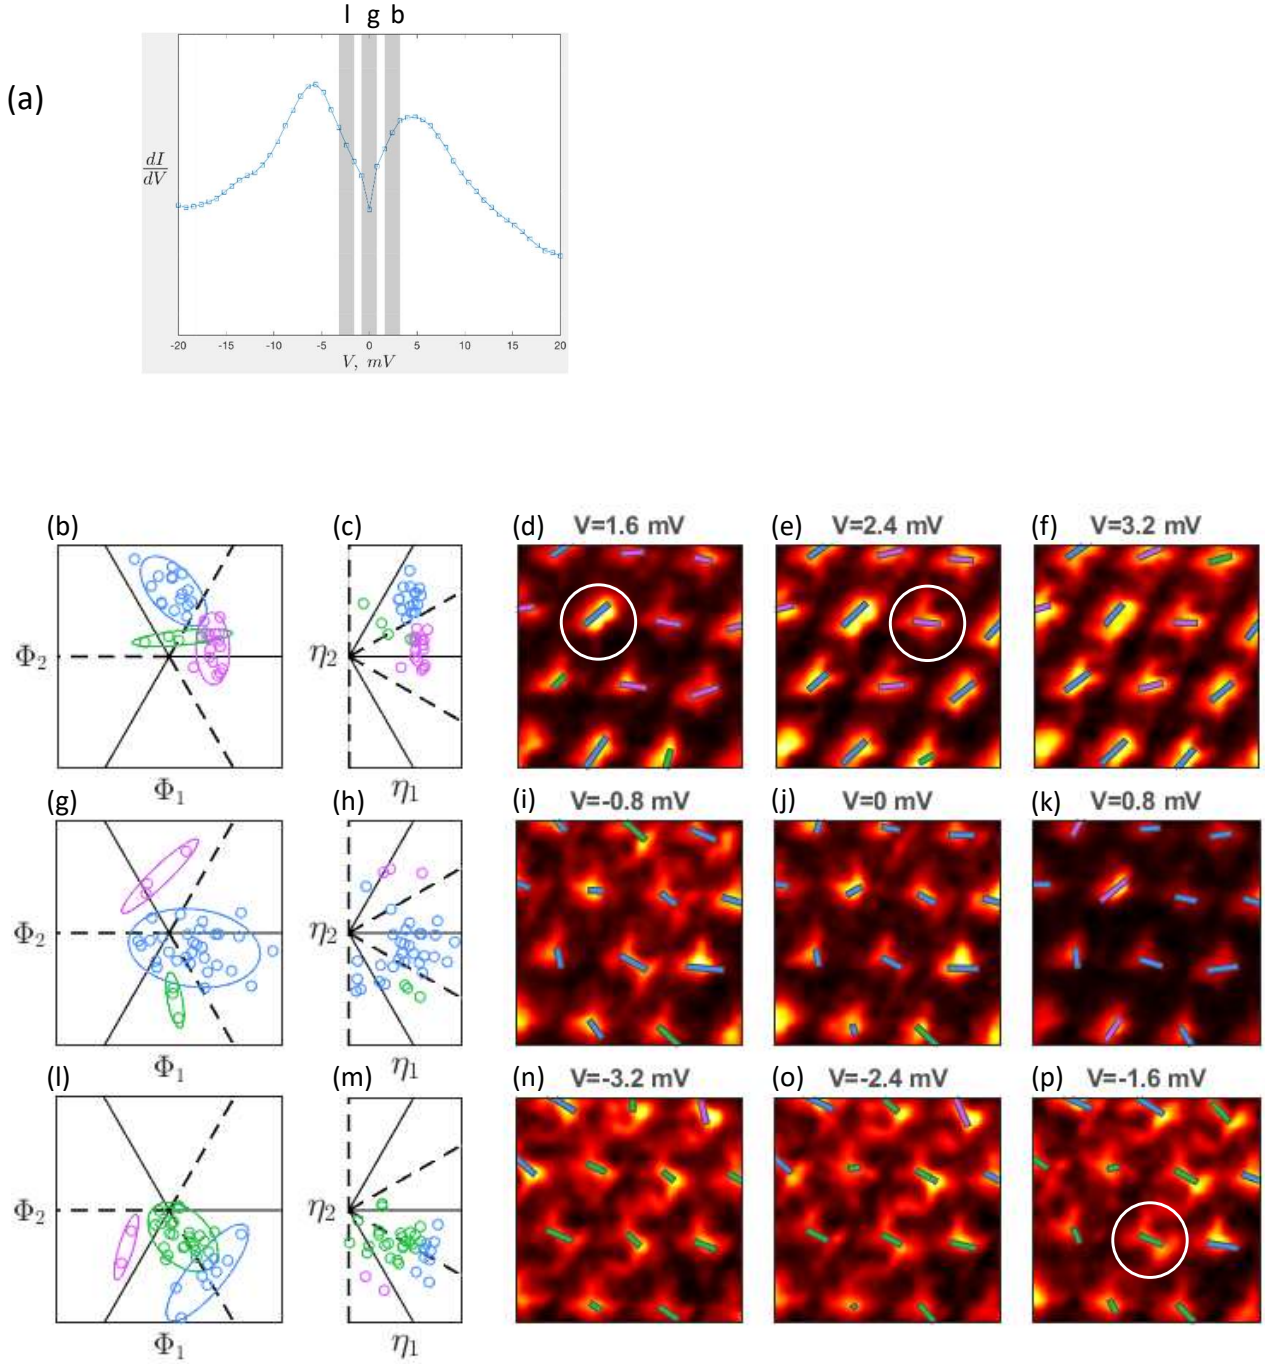 l g b
(a)
dI
dV
-20 -15 -10 -5 0 5 10 15 20
V, mV
(b) (c) (d) V=1.6 mV (e) V=2.4 mV (f) V=3.2 mV
Φ₂ η₂
Φ₁ η₁
(g) (h) (i) V=-0.8 mV (j) V=0 mV (k) V=0.8 mV
Φ₂ η₂
Φ₁ η₁
(l) (m) (n) V=-3.2 mV (o) V=-2.4 mV (p) V=-1.6 mV
Φ₂ η₂
Φ₁ η₁